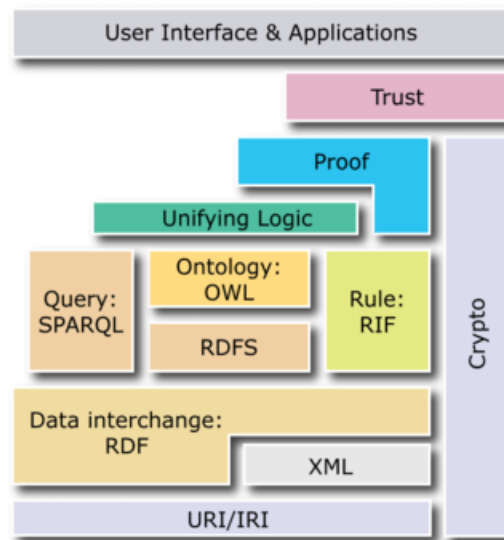 User Interface & Applications
Trust
Proof
Unifying Logic
Query:
SPARQL
Ontology:
OWL
RDFS
Rule:
RIF
Crypto
Data interchange:
RDF
XML
URI/IRI